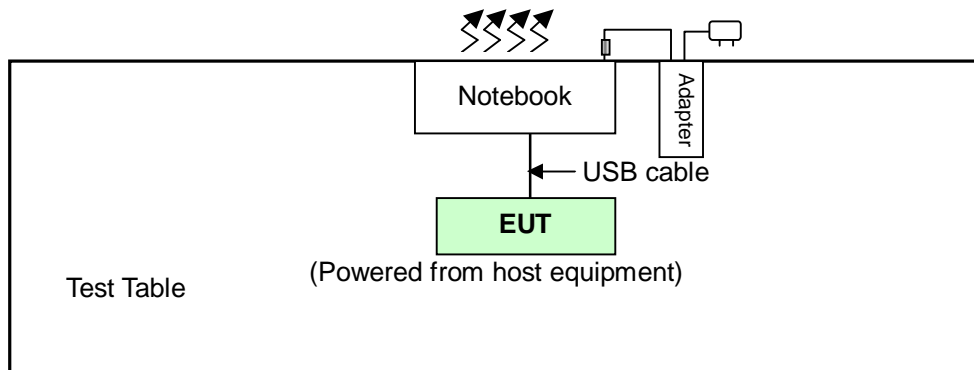 Notebook
Adapter
USB cable
EUT
(Powered from host equipment)
Test Table